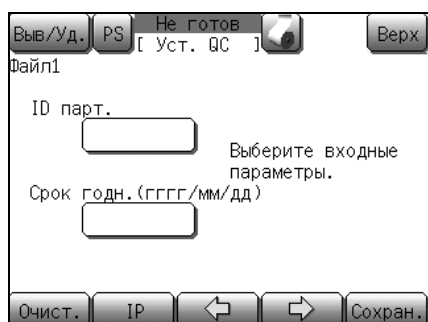 Выв/Уд. PS Не готов Верх
[ Уст. QC ]
Файл1
ID парт.
Выберите входные
параметры.
Срок годн.(гггг/мм/дд)
Очист. IP Сохран.